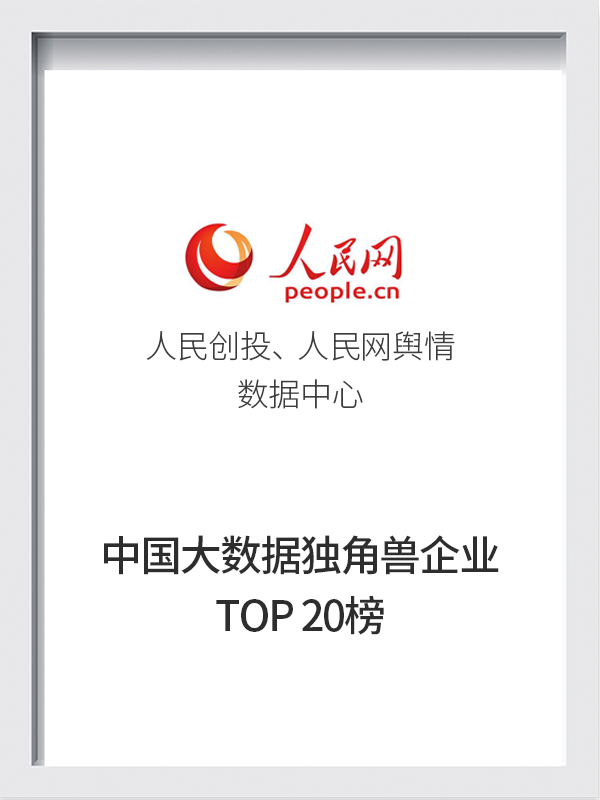 人民网
people.cn
人民创投、人民网舆情
数据中心
中国大数据独角兽企业
TOP 20榜